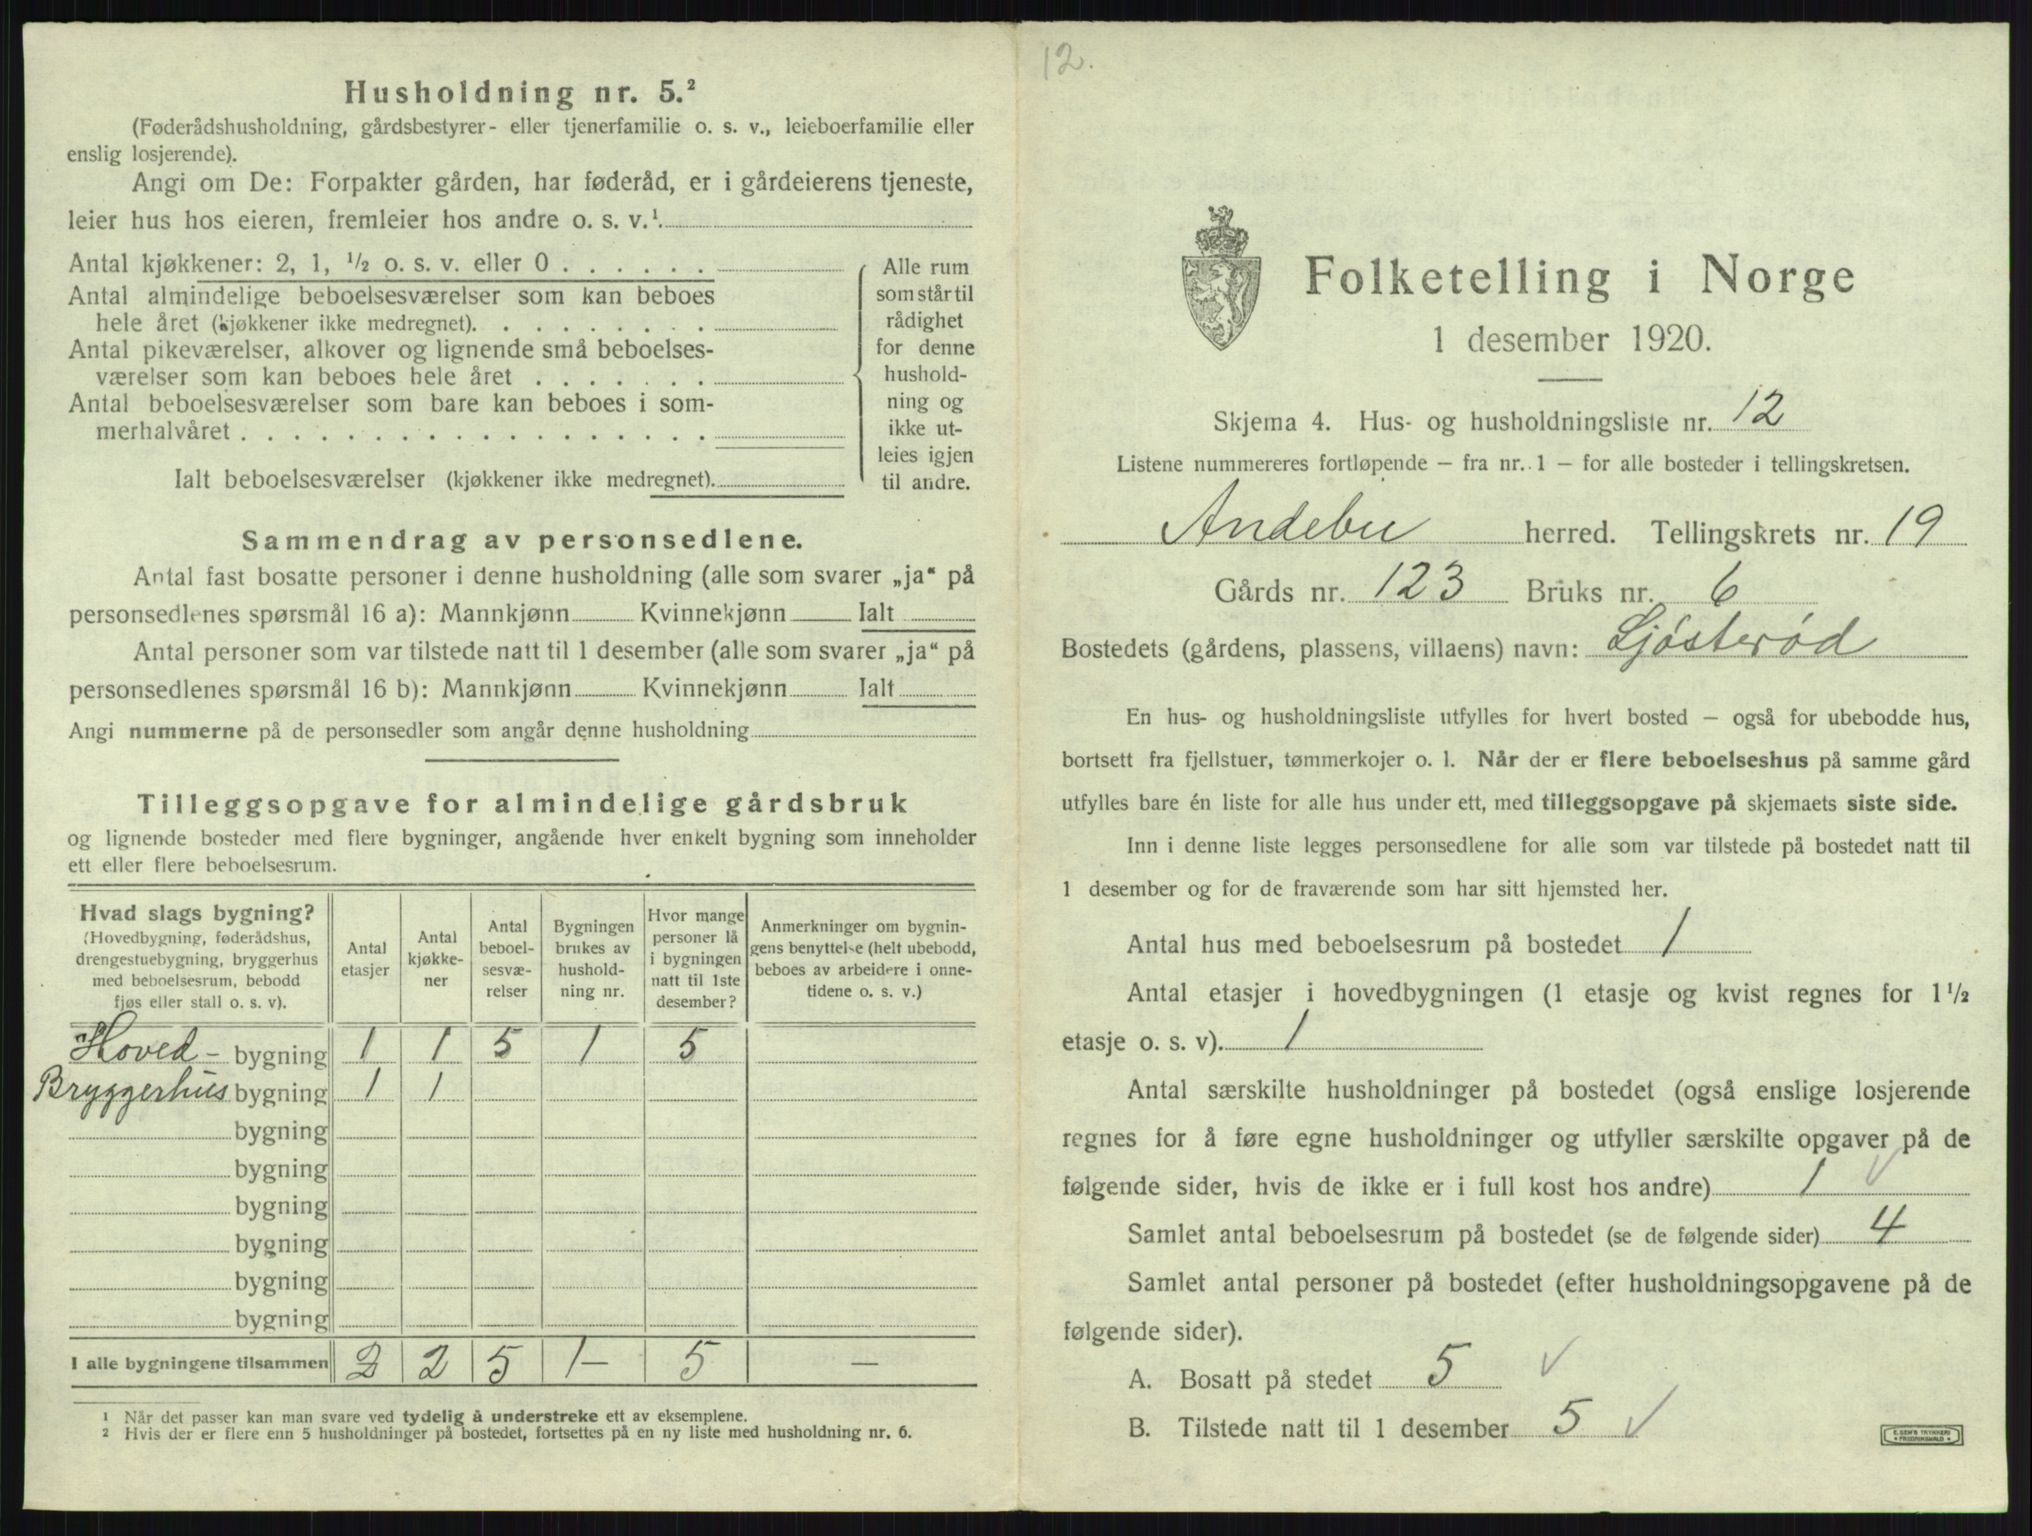 Husholdning nr. 5.²
(Føderådshusholdning, gårdsbestyrer- eller tjenerfamilie o. s. v., leieboerfamilie eller
enslig losjerende).
Angi om De: Forpakter gården, har føderåd, er i gårdeierens tjeneste,
leier hus hos eieren, fremleier hos andre o. s. v.¹
Antal kjøkkener: 2, 1, ½ o. s. v. eller 0
Antal almindelige beboelsesværelser som kan beboes
hele året (kjøkkener ikke medregnet).
Antal pikeværelser, alkover og lignende små beboelses-
værelser som kan beboes hele året
Antal beboelsesværelser som bare kan beboes i som-
merhalvåret
Ialt beboelsesværelser (kjøkkener ikke medregnet).
Alle rum
som står til
rådighet
for denne
hushold-
ning og
ikke ut-
leies igjen
til andre.
Sammendrag av personsedlene.
Antal fast bosatte personer i denne husholdning (alle som svarer „ja“ på
personsedlenes spørsmål 16 a): Mannkjønn Kvinnekjønn Ialt
Antal personer som var tilstede natt til 1 desember (alle som svarer „ja“ på
personsedlenes spørsmål 16 b): Mannkjønn Kvinnekjønn Ialt
Angi nummerne på de personsedler som angår denne husholdning
Tilleggsopgave for almindelige gårdsbruk
og lignende bosteder med flere bygninger, angående hver enkelt bygning som inneholder
ett eller flere beboelsesrum.
Hvad slags bygning?
(Hovedbygning, føderådshus,
drengestuebygning, bryggerhus
med beboelsesrum, bebodd
fjøs eller stall o. s. v).
Antal
etasjer
Antal
kjøkke-
ner
Antal
beboel-
sesvæ-
relser
Bygningen
brukes av
hushold-
ning nr.
Hvor mange
personer lå
i bygningen
natt til 1ste
desember?
Anmerkninger om bygnin-
gens benyttelse (helt ubebodd,
beboes av arbeidere i onne-
tidene o. s. v.)
Hoved- bygning 1 1 5 1 5
Bryggerhus bygning 1 1
bygning
bygning
bygning
bygning
bygning
bygning
I alle bygningene tilsammen 2 2 5 1- 5 —
¹ Når det passer kan man svare ved tydelig å understreke ett av eksemplene.
² Hvis der er flere enn 5 husholdninger på bostedet, fortsettes på en ny liste med husholdning nr. 6.
12.
Folketelling i Norge
1 desember 1920.
Skjema 4. Hus- og husholdningsliste nr. 12
Listene nummereres fortløpende – fra nr. 1 – for alle bosteder i tellingskretsen.
Andebu herred. Tellingskrets nr. 19
Gårds nr. 123 Bruks nr. 6
Bostedets (gårdens, plassens, villaens) navn: Ljøsterød
En hus- og husholdningsliste utfylles for hvert bosted – også for ubebodde hus,
bortsett fra fjellstuer, tømmerkojer o. l. Når der er flere beboelseshus på samme gård
utfylles bare én liste for alle hus under ett, med tilleggsopgave på skjemaets siste side.
Inn i denne liste legges personsedlene for alle som var tilstede på bostedet natt til
1 desember og for de fraværende som har sitt hjemsted her.
Antal hus med beboelsesrum på bostedet 1
Antal etasjer i hovedbygningen (1 etasje og kvist regnes for 1½
etasje o. s. v). 1
Antal særskilte husholdninger på bostedet (også enslige losjerende
regnes for å føre egne husholdninger og utfyller særskilte opgaver på de
følgende sider, hvis de ikke er i full kost hos andre) 1 ✓
Samlet antal beboelsesrum på bostedet (se de følgende sider) 4
Samlet antal personer på bostedet (efter husholdningsopgavene på de
følgende sider).
A. Bosatt på stedet 5 ✓
B. Tilstede natt til 1 desember 5 ✓